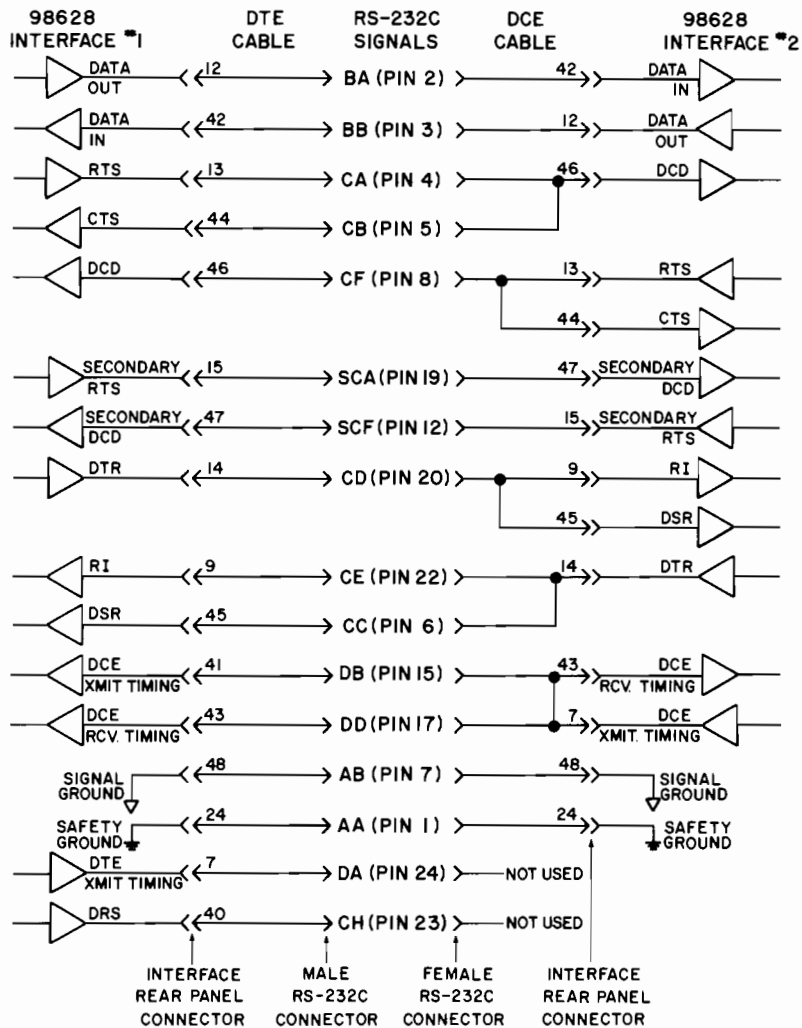 98628 INTERFACE #1
DTE CABLE
RS-232C SIGNALS
DCE CABLE
98628 INTERFACE #2
DATA OUT 12 BA (PIN 2) 42 DATA IN
DATA IN 42 BB (PIN 3) 12 DATA OUT
RTS 13 CA (PIN 4) 46 DCD
CTS 44 CB (PIN 5)
DCD 46 CF (PIN 8) 13 RTS
44 CTS
SECONDARY RTS 15 SCA (PIN 19) 47 SECONDARY DCD
SECONDARY DCD 47 SCF (PIN 12) 15 SECONDARY RTS
DTR 14 CD (PIN 20) 9 RI
45 DSR
RI 9 CE (PIN 22) 14 DTR
DSR 45 CC (PIN 6)
DCE XMIT TIMING 41 DB (PIN 15) 43 DCE RCV. TIMING
DCE RCV. TIMING 43 DD (PIN 17) 7 DCE XMIT. TIMING
SIGNAL GROUND 48 AB (PIN 7) 48 SIGNAL GROUND
SAFETY GROUND 24 AA (PIN 1) 24 SAFETY GROUND
DTE XMIT TIMING 7 DA (PIN 24) NOT USED
DRS 40 CH (PIN 23) NOT USED
INTERFACE REAR PANEL CONNECTOR
MALE RS-232C CONNECTOR
FEMALE RS-232C CONNECTOR
INTERFACE REAR PANEL CONNECTOR